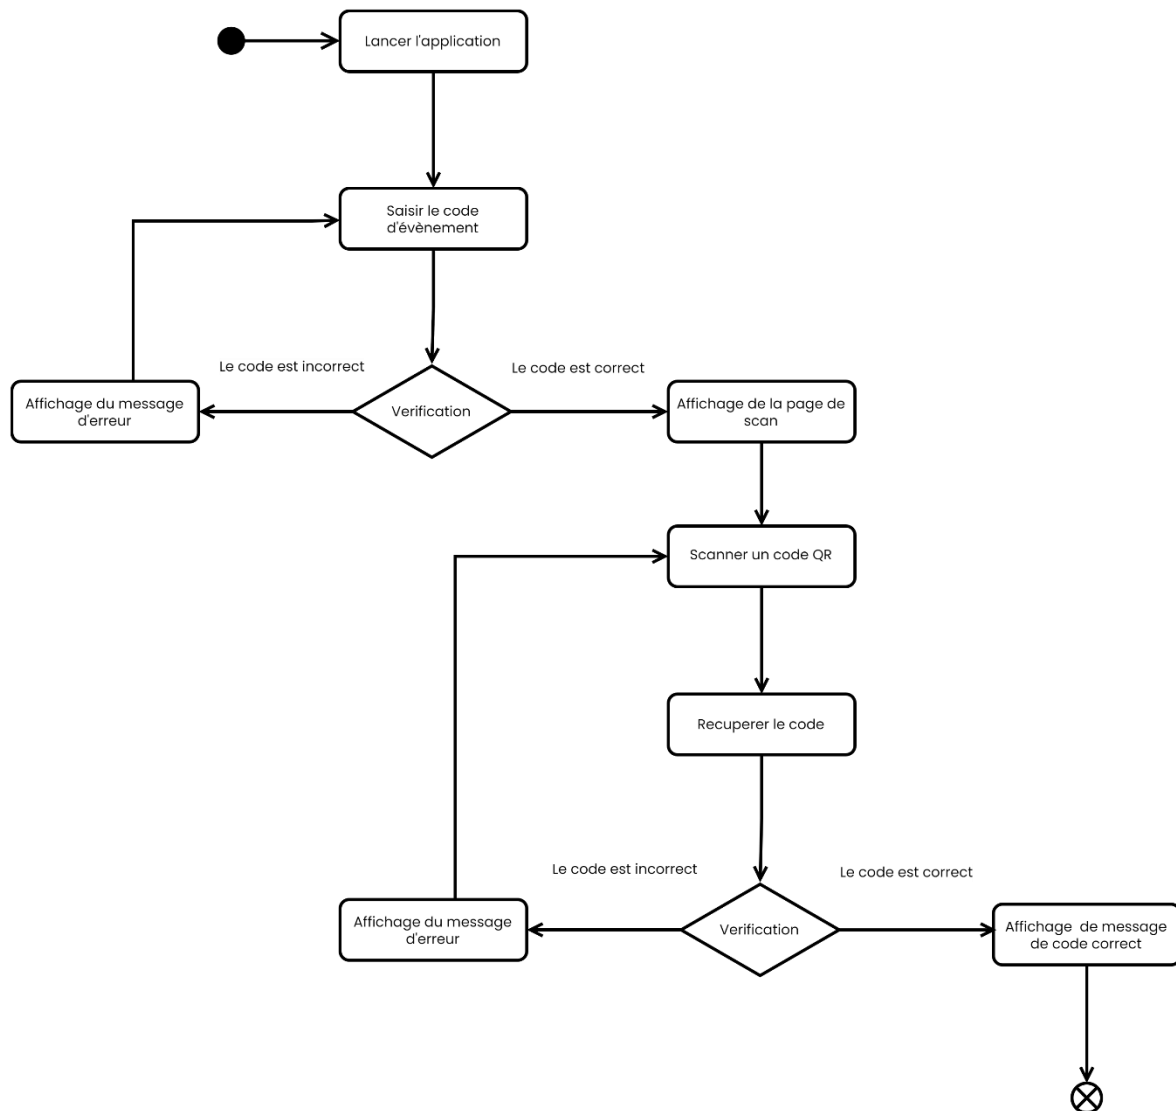 Lancer l'application
Saisir le code
d'évènement
Le code est incorrect
Le code est correct
Affichage du message
d'erreur
Verification
Affichage de la page de
scan
Scanner un code QR
Recuperer le code
Le code est incorrect
Le code est correct
Affichage du message
d'erreur
Verification
Affichage de message
de code correct